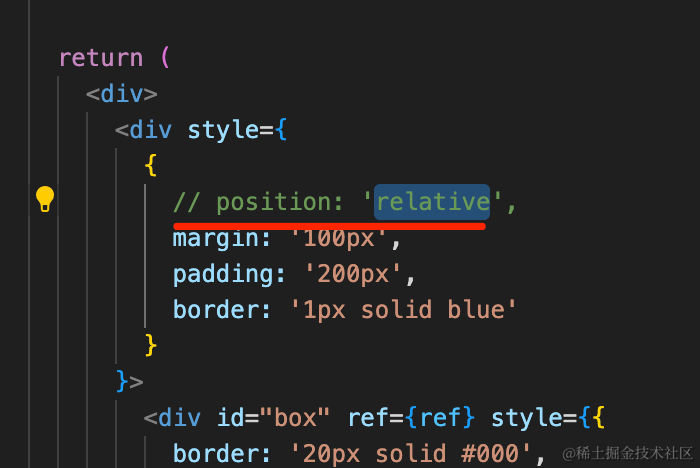 return (
<div>
<div style={
{
// position: 'relative',
margin: '100px',
padding: '200px',
border: '1px solid blue'
}
}>
<div id="box" ref={ref} style={{
border: '20px solid #000',
@稀土掘金技术社区